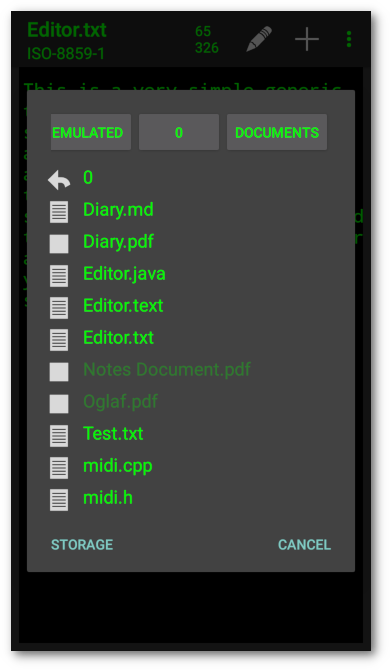 Editor.txt
ISO-8859-1
65
326
This is a very simple generic
EMULATED
0
DOCUMENTS
0
Diary.md
Diary.pdf
Editor.java
Editor.text
Editor.txt
Notes Document.pdf
Oglaf.pdf
Test.txt
midi.cpp
midi.h
STORAGE
CANCEL